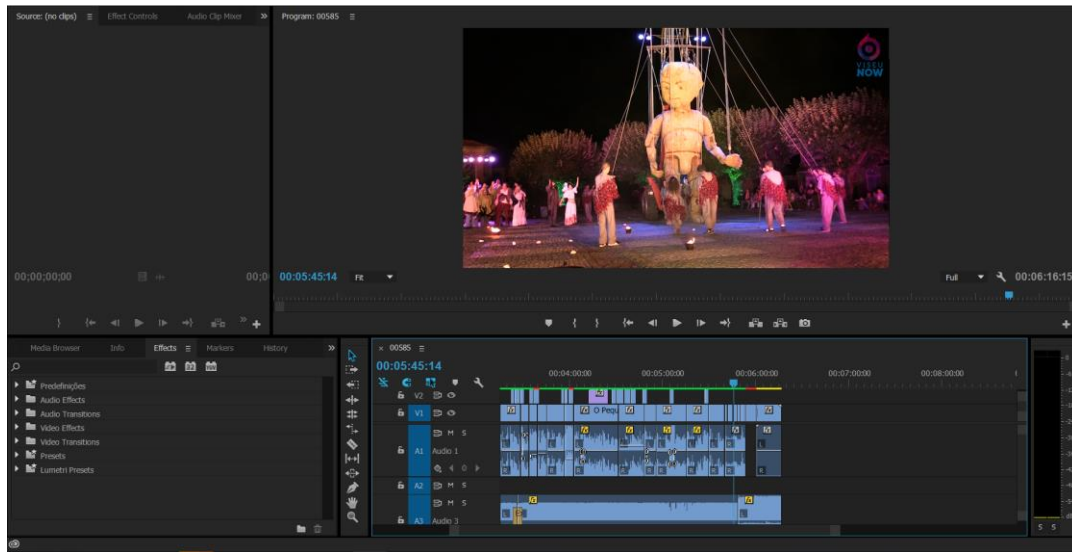 Source: (no clips)
Effect Controls
Audio Clip Mixer
Program: 00585
VISEU
NOW
00;00;00;00
00;0
00:05:45:14
Fit
Full
00:06:16:15
Media Browser
Info
Effects
Markers
History
Predefinições
Audio Effects
Audio Transitions
Video Effects
Video Transitions
Presets
Lumetri Presets
× 00585
00:05:45:14
00:04:00:00
00:05:00:00
00:06:00:00
00:07:00:00
00:08:00:00
V2
V1
O Pequ
M S
A1 Audio 1
A2 M S
M S
A3 Audio 3
S S